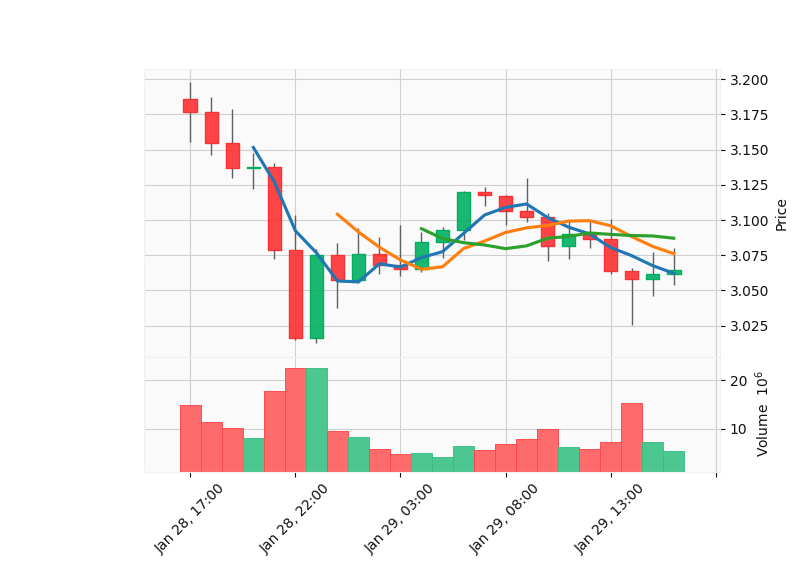 3.200
3.175
3.150
3.125
3.100
3.075
3.050
3.025
Price
20
10
Volume 10^6
Jan 28, 17:00
Jan 28, 22:00
Jan 29, 03:00
Jan 29, 08:00
Jan 29, 13:00